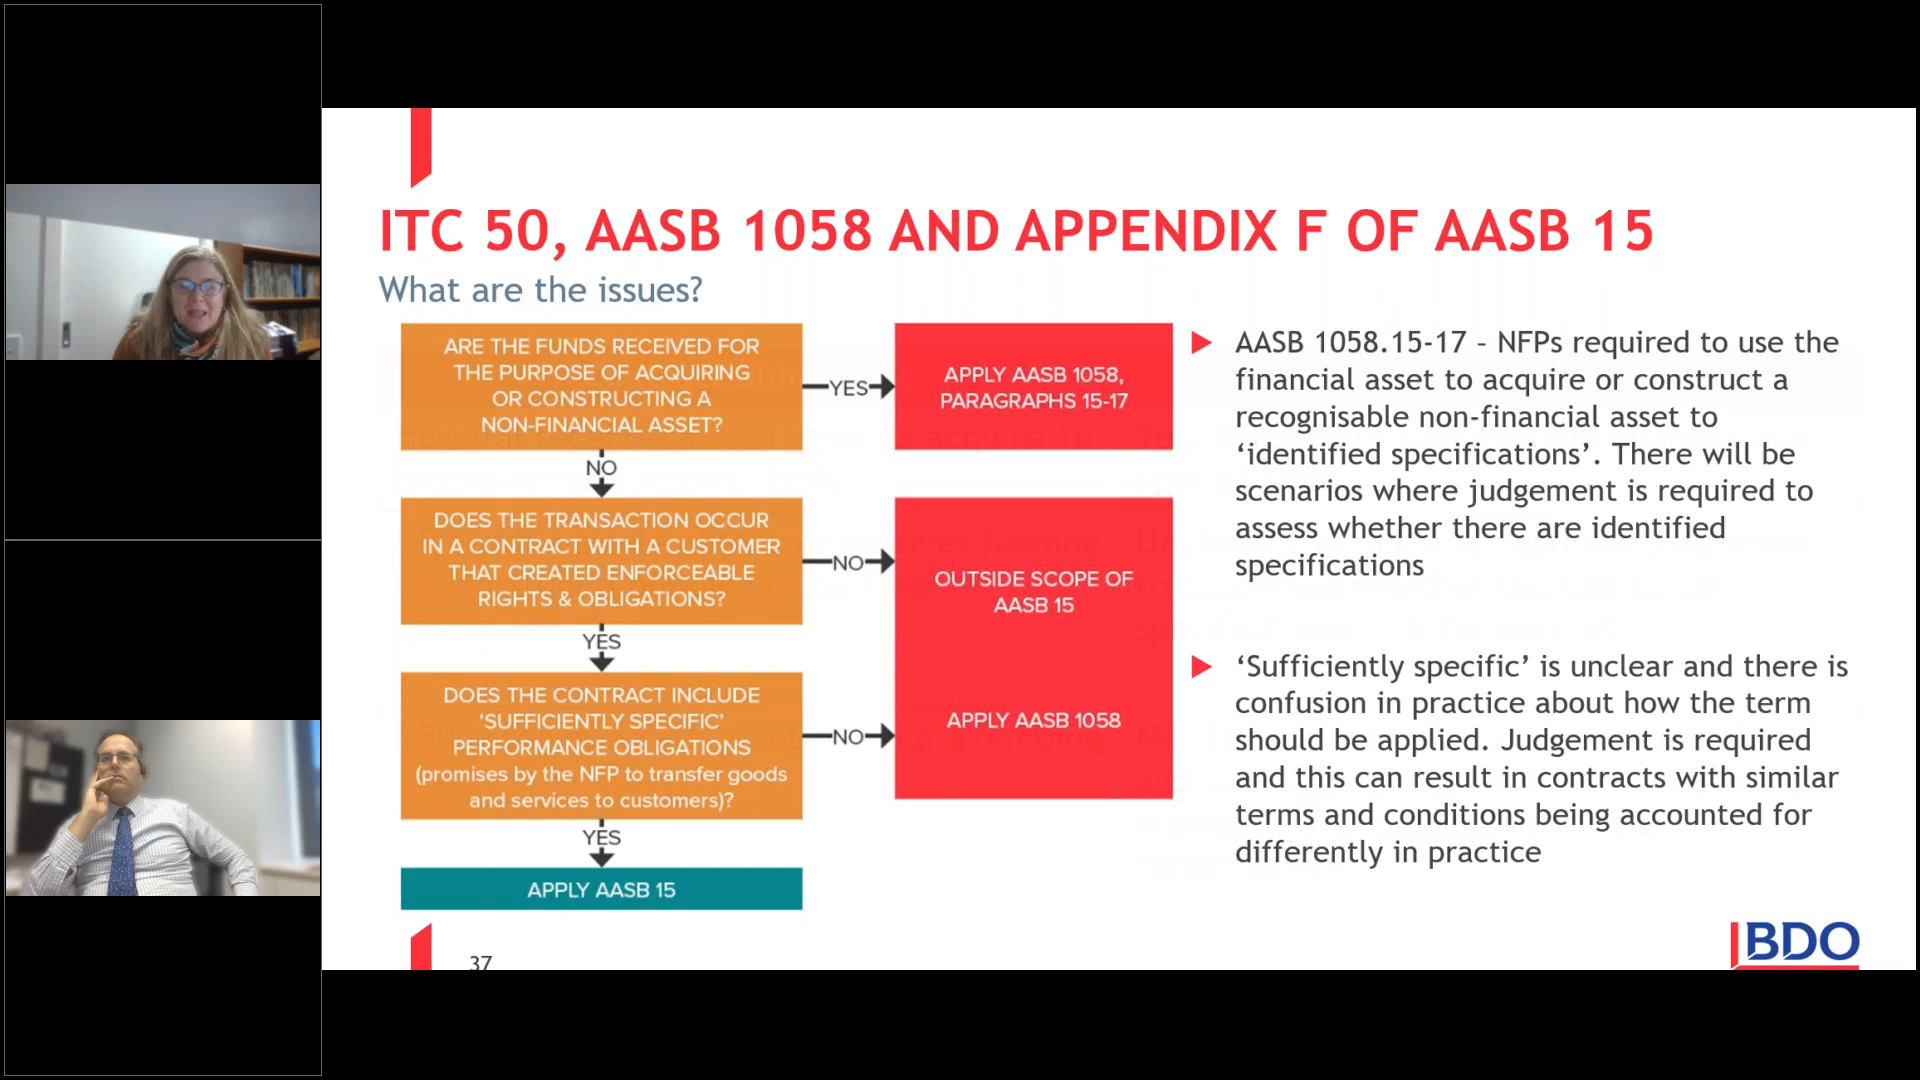 ITC 50, AASB 1058 AND APPENDIX F OF AASB 15
What are the issues?
ARE THE FUNDS RECEIVED FOR
THE PURPOSE OF ACQUIRING
OR CONSTRUCTING A
NON-FINANCIAL ASSET?
YES
APPLY AASB 1058,
PARAGRAPHS 15-17
NO
DOES THE TRANSACTION OCCUR
IN A CONTRACT WITH A CUSTOMER
THAT CREATED ENFORCEABLE
RIGHTS & OBLIGATIONS?
NO
OUTSIDE SCOPE OF
AASB 15
YES
DOES THE CONTRACT INCLUDE
'SUFFICIENTLY SPECIFIC'
PERFORMANCE OBLIGATIONS
(promises by the NFP to transfer goods
and services to customers)?
NO
APPLY AASB 1058
YES
APPLY AASB 15
AASB 1058.15-17 – NFPs required to use the
financial asset to acquire or construct a
recognisable non-financial asset to
‘identified specifications’. There will be
scenarios where judgement is required to
assess whether there are identified
specifications
‘Sufficiently specific’ is unclear and there is
confusion in practice about how the term
should be applied. Judgement is required
and this can result in contracts with similar
terms and conditions being accounted for
differently in practice
37
BDO